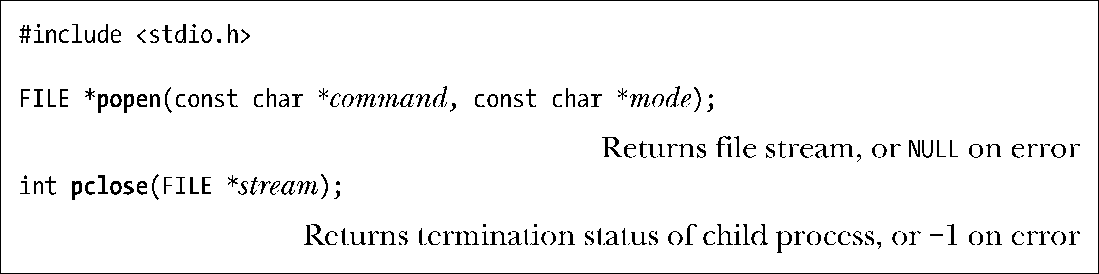 #include <stdio.h>
FILE *popen(const char *command, const char *mode);
Returns file stream, or NULL on error
int pclose(FILE *stream);
Returns termination status of child process, or −1 on error